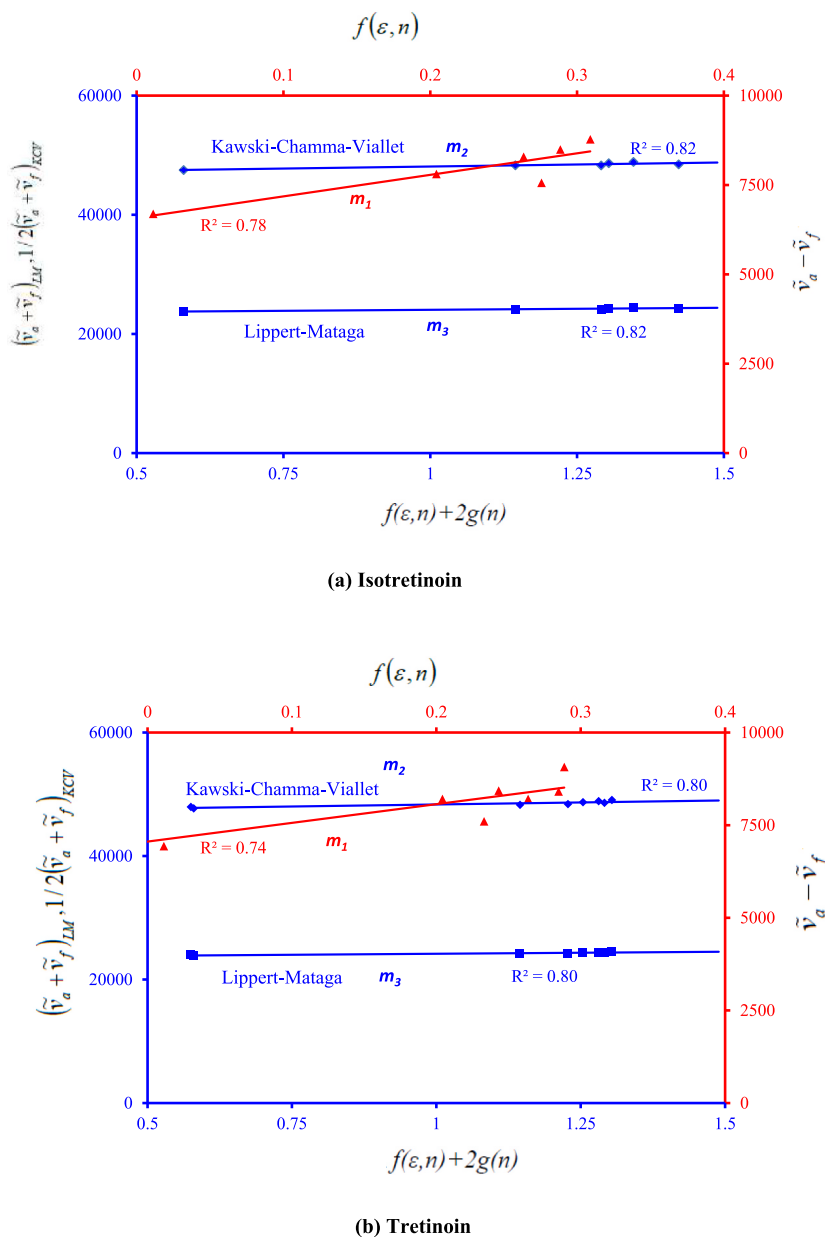 f(ε,n)
0 0.1 0.2 0.3 0.4
60000 10000
Kawski-Chamma-Viallet m2 R² = 0.82
7500
40000
m1
R² = 0.78
(ṽa + ṽf)LM, 1/2(ṽa + ṽf)KCV
ṽa − ṽf
5000
Lippert-Mataga m3 R² = 0.82
20000
2500
0 0
0.5 0.75 1 1.25 1.5
f(ε,n)+2g(n)
(a) Isotretinoin
f(ε,n)
0 0.1 0.2 0.3 0.4
60000 10000
m2
Kawski-Chamma-Viallet R² = 0.80
7500
R² = 0.74 m1
40000
(ṽa + ṽf)LM, 1/2(ṽa + ṽf)KCV
ṽa − ṽf
5000
Lippert-Mataga m3 R² = 0.80
20000
2500
0 0
0.5 0.75 1 1.25 1.5
f(ε,n)+2g(n)
(b) Tretinoin